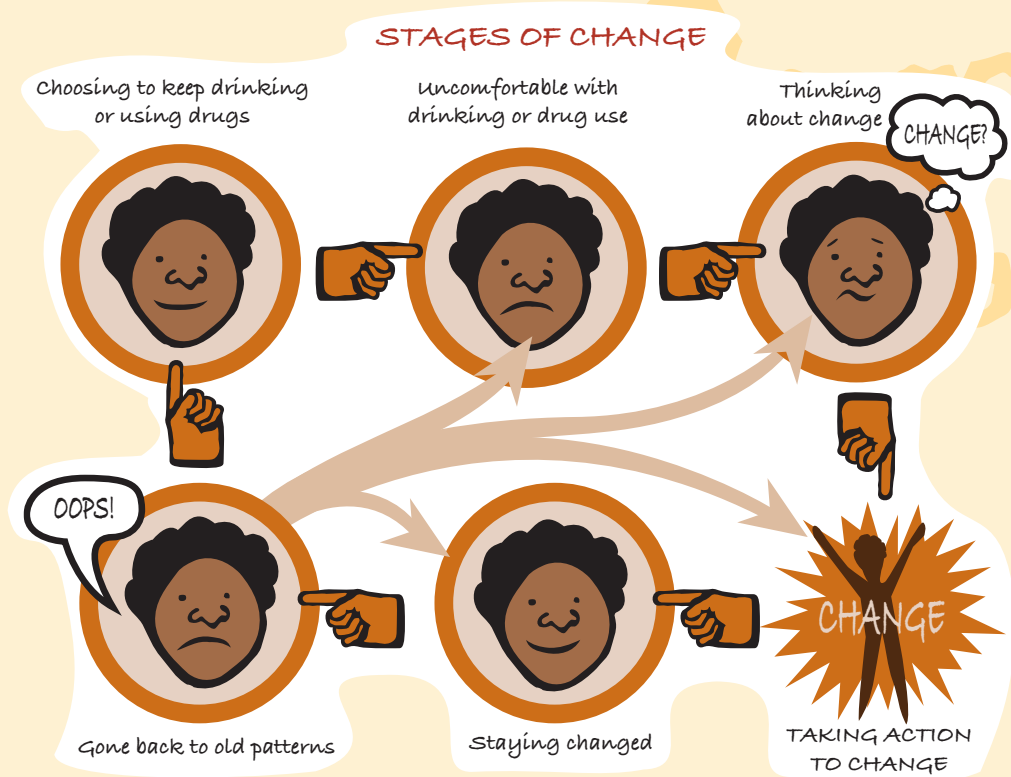 STAGES OF CHANGE
Choosing to keep drinking
or using drugs
Uncomfortable with
drinking or drug use
Thinking
about change
CHANGE?
OOPS!
Gone back to old patterns
Staying changed
CHANGE
TAKING ACTION
TO CHANGE